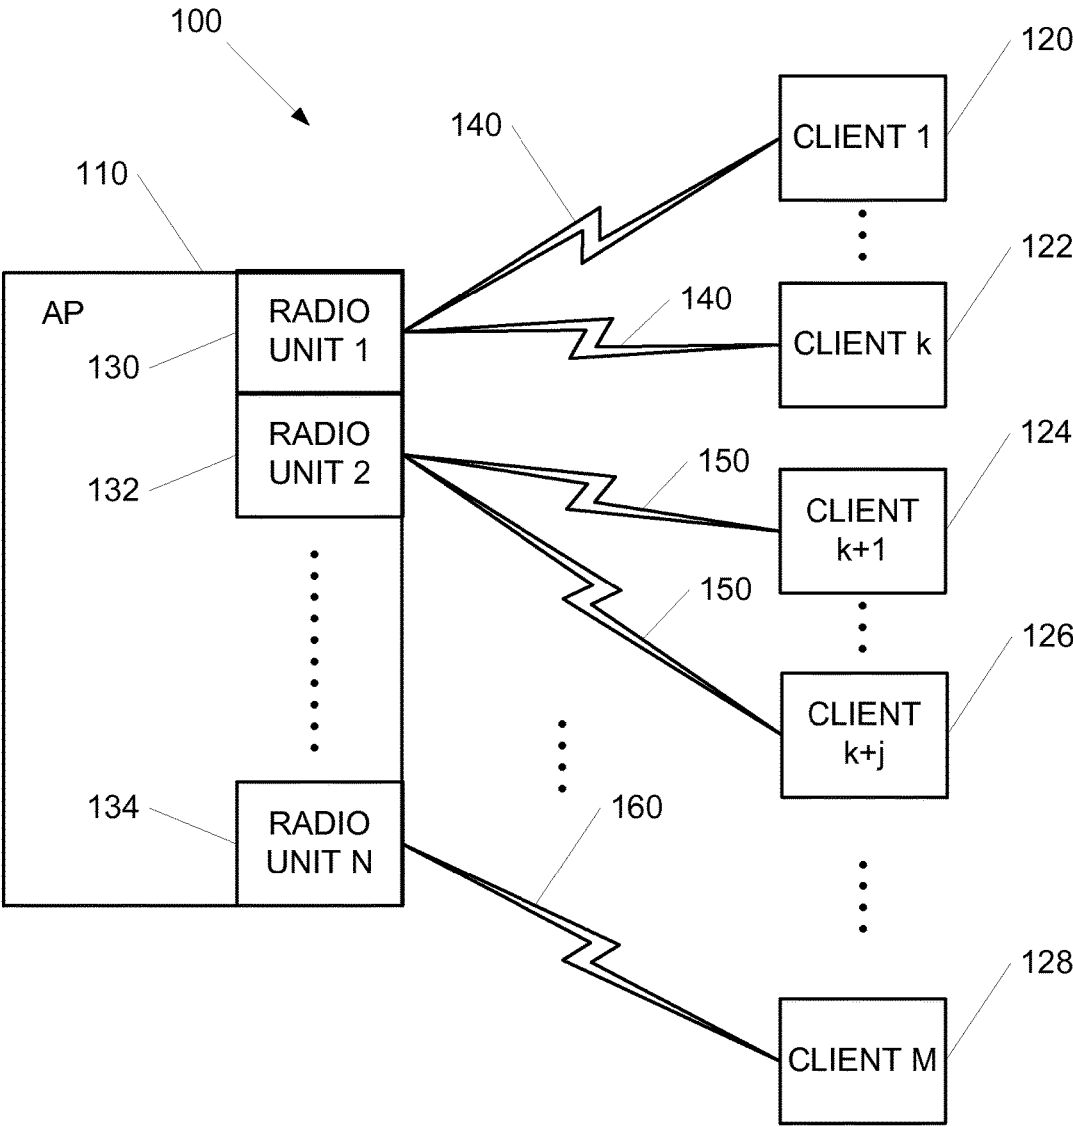 100
120
CLIENT 1
140
110
122
AP
RADIO
UNIT 1
140
CLIENT k
130
RADIO
UNIT 2
132
150
124
CLIENT
k+1
150
126
CLIENT
k+j
134
RADIO
UNIT N
160
128
CLIENT M